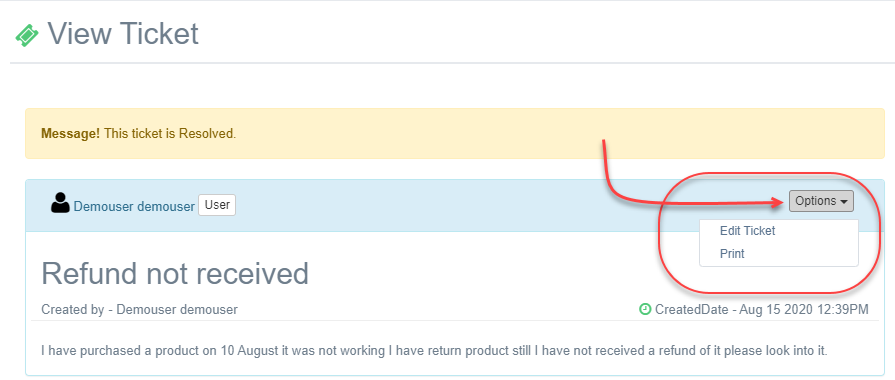 View Ticket
Message! This ticket is Resolved.
Demouser demouser User Options
Edit Ticket
Print
Refund not received
Created by - Demouser demouser CreatedDate - Aug 15 2020 12:39PM
I have purchased a product on 10 August it was not working I have return product still I have not received a refund of it please look into it.